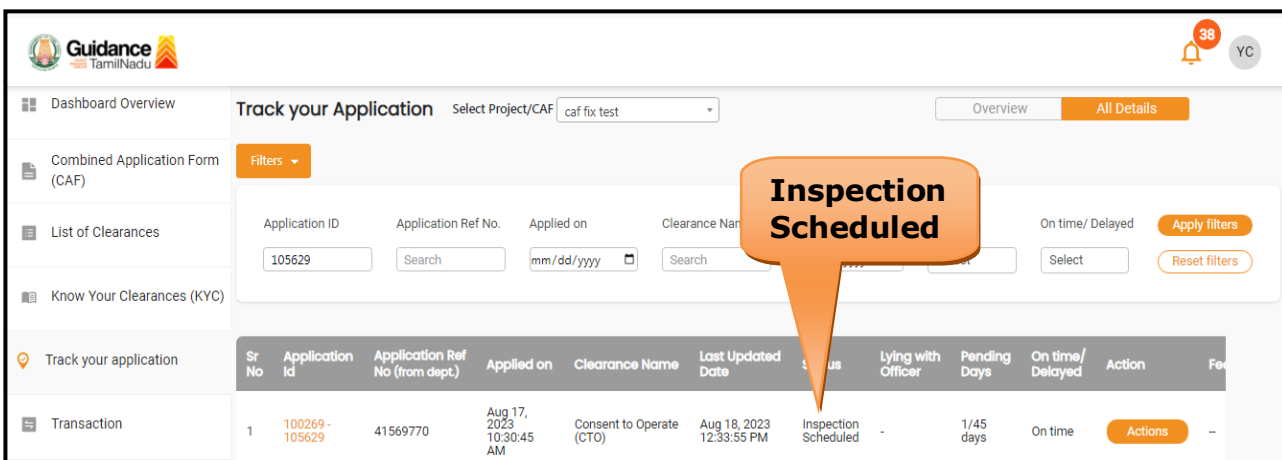 Guidance
TamilNadu
38
YC
Dashboard Overview
Track your Application
Select Project/CAF
caf fix test
Overview
All Details
Combined Application Form
(CAF)
Filters
Inspection
Scheduled
List of Clearances
Application ID
Application Ref No.
Applied on
Clearance Nam
On time/ Delayed
Apply filters
105629
Search
mm/dd/yyyy
Search
Select
Reset filters
Know Your Clearances (KYC)
Track your application
Sr
No
Application
Id
Application Ref
No (from dept.)
Applied on
Clearance Name
Last Updated
Date
Lying with
Officer
Pending
Days
On time/
Delayed
Action
Transaction
1
100269 -
105629
41569770
Aug 17,
2023
10:30:45
AM
Consent to Operate
(CTO)
Aug 18, 2023
12:33:55 PM
Inspection
Scheduled
-
1/45
days
On time
Actions
--